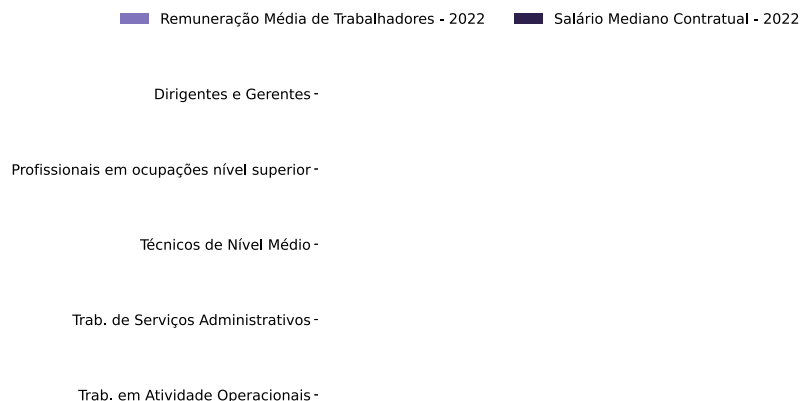 Remuneração Média de Trabalhadores - 2022 Salário Mediano Contratual - 2022
Dirigentes e Gerentes
Profissionais em ocupações nível superior
Técnicos de Nível Médio
Trab. de Serviços Administrativos
Trab. em Atividade Operacionais